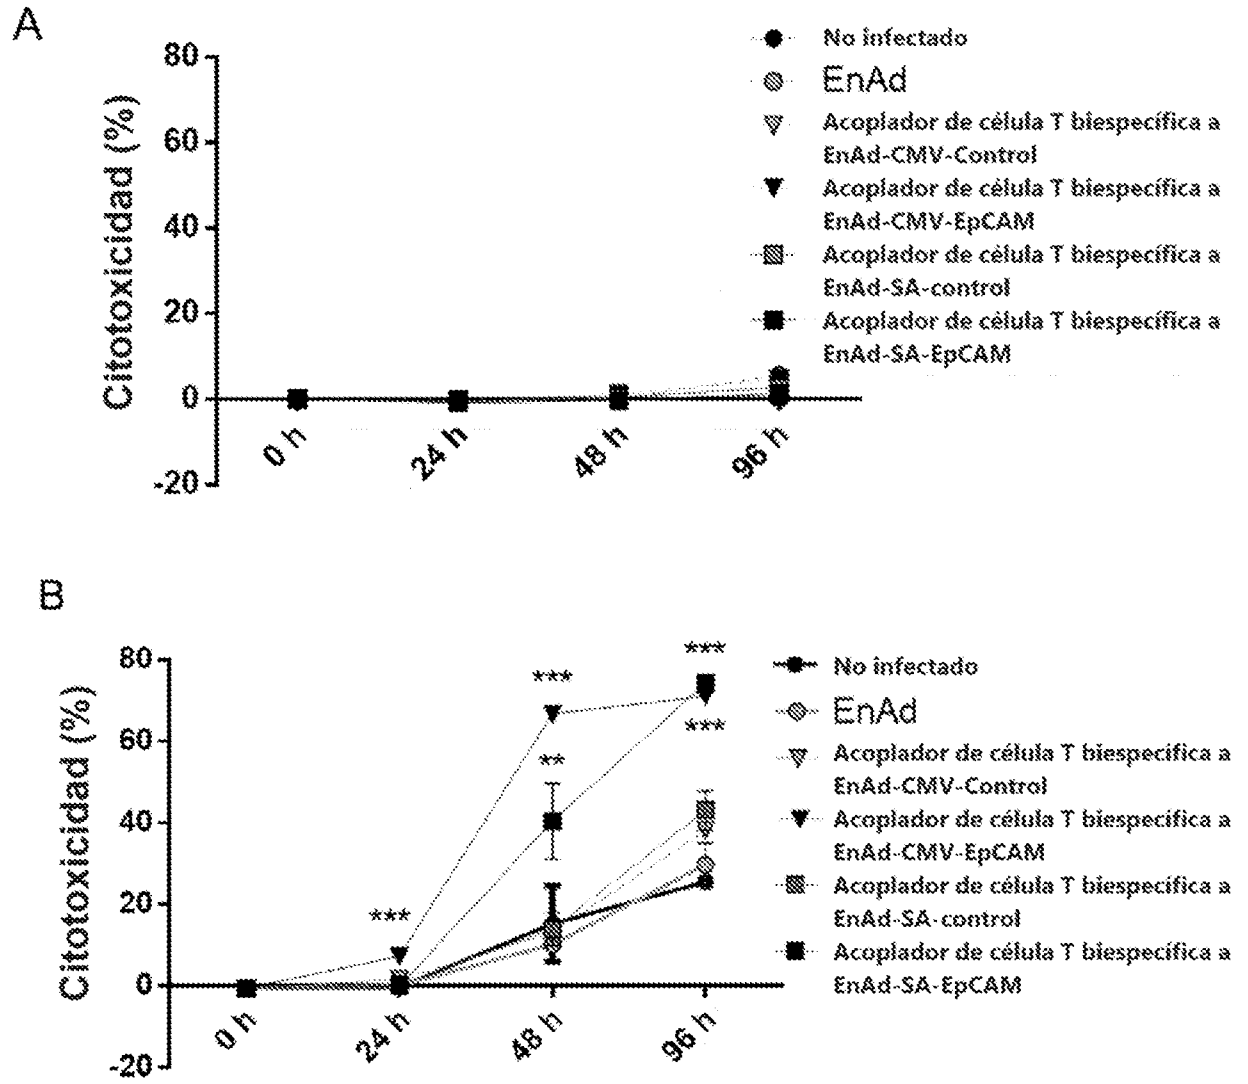 A
No infectado
EnAd
Acoplador de célula T biespecífica a
EnAd-CMV-Control
Acoplador de célula T biespecífica a
EnAd-CMV-EpCAM
Acoplador de célula T biespecífica a
EnAd-SA-control
Acoplador de célula T biespecífica a
EnAd-SA-EpCAM
Citotoxicidad (%)
80
60
40
20
0
-20
0 h
24 h
48 h
96 h
B
No infectado
EnAd
Acoplador de célula T biespecífica a
EnAd-CMV-Control
Acoplador de célula T biespecífica a
EnAd-CMV-EpCAM
Acoplador de célula T biespecífica a
EnAd-SA-control
Acoplador de célula T biespecífica a
EnAd-SA-EpCAM
Citotoxicidad (%)
80
60
40
20
0
-20
***
***
**
***
***
0 h
24 h
48 h
96 h